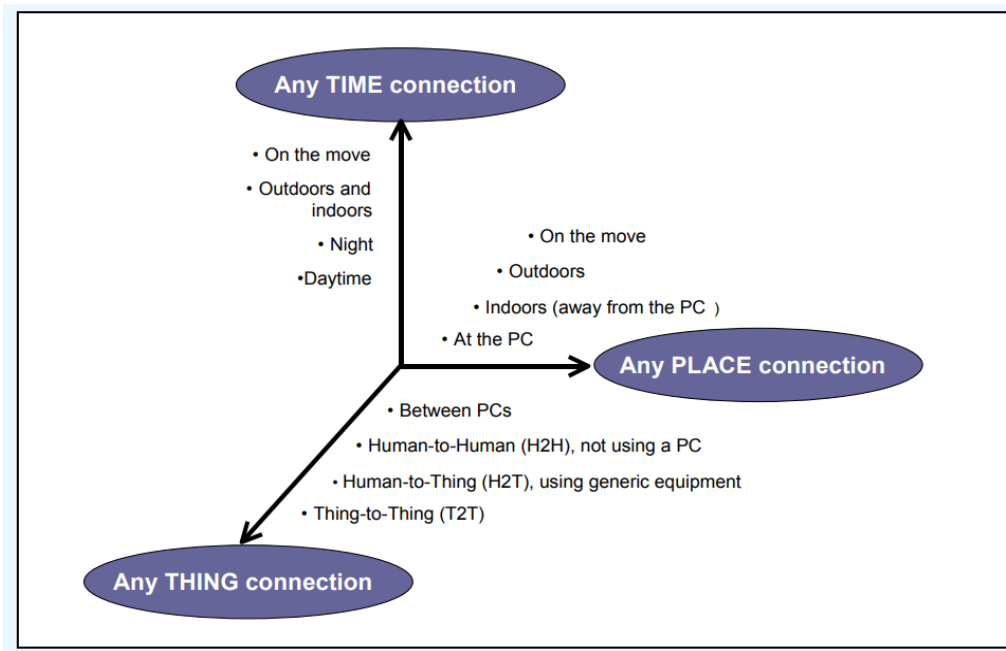 Any TIME connection
• On the move
• Outdoors and
indoors
• Night
•Daytime
• On the move
• Outdoors
• Indoors (away from the PC )
• At the PC
Any PLACE connection
• Between PCs
• Human-to-Human (H2H), not using a PC
• Human-to-Thing (H2T), using generic equipment
• Thing-to-Thing (T2T)
Any THING connection